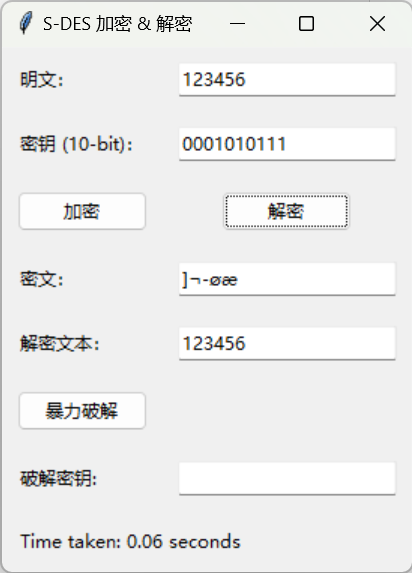 S-DES 加密 & 解密
明文: 123456
密钥 (10-bit): 0001010111
加密 解密
密文: ]¬-øæ
解密文本: 123456
暴力破解
破解密钥:
Time taken: 0.06 seconds